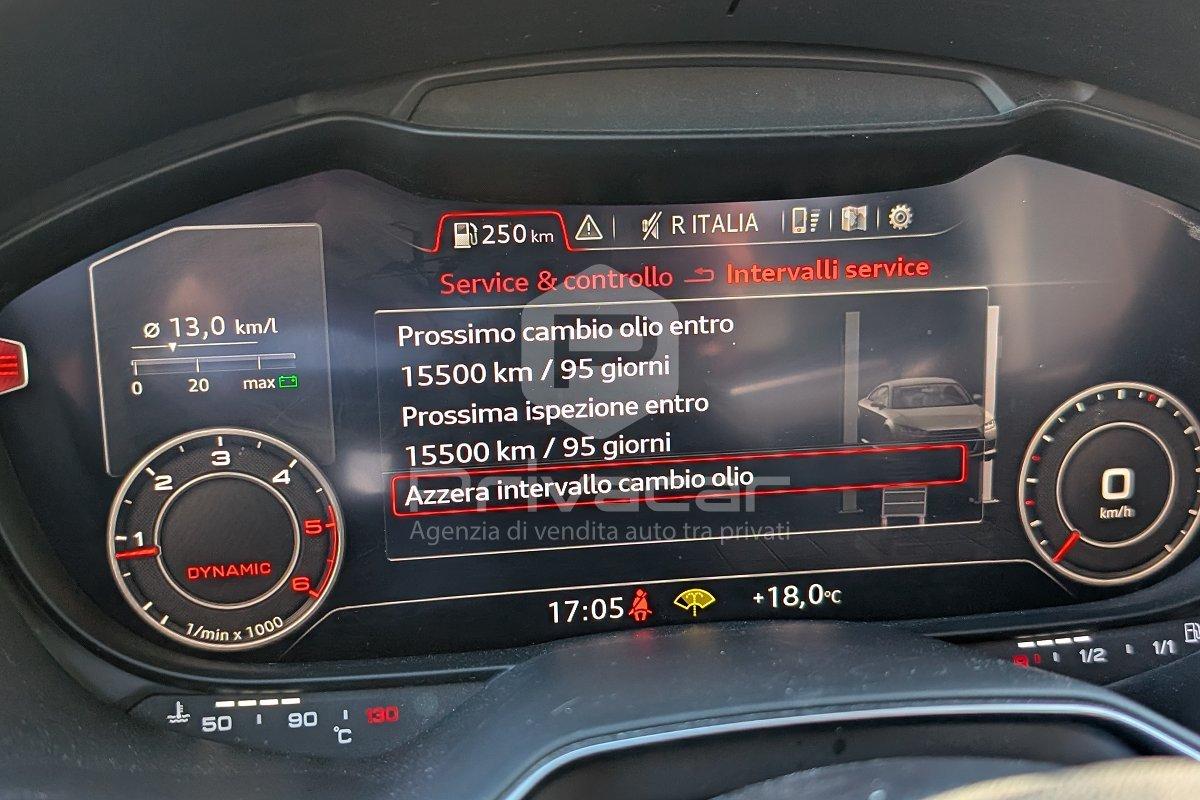 250 km
R ITALIA
Service & controllo
Intervalli service
ø 13,0 km/l
0 20 max
Prossimo cambio olio entro
15500 km / 95 giorni
Prossima ispezione entro
15500 km / 95 giorni
Azzera intervallo cambio olio
Privacar
Agenzia di vendita auto tra privati
1 2 3 4 5 6
DYNAMIC
1/min x 1000
0
km/h
17:05
+18,0°C
50 90 130
°C
R 1/2 1/1